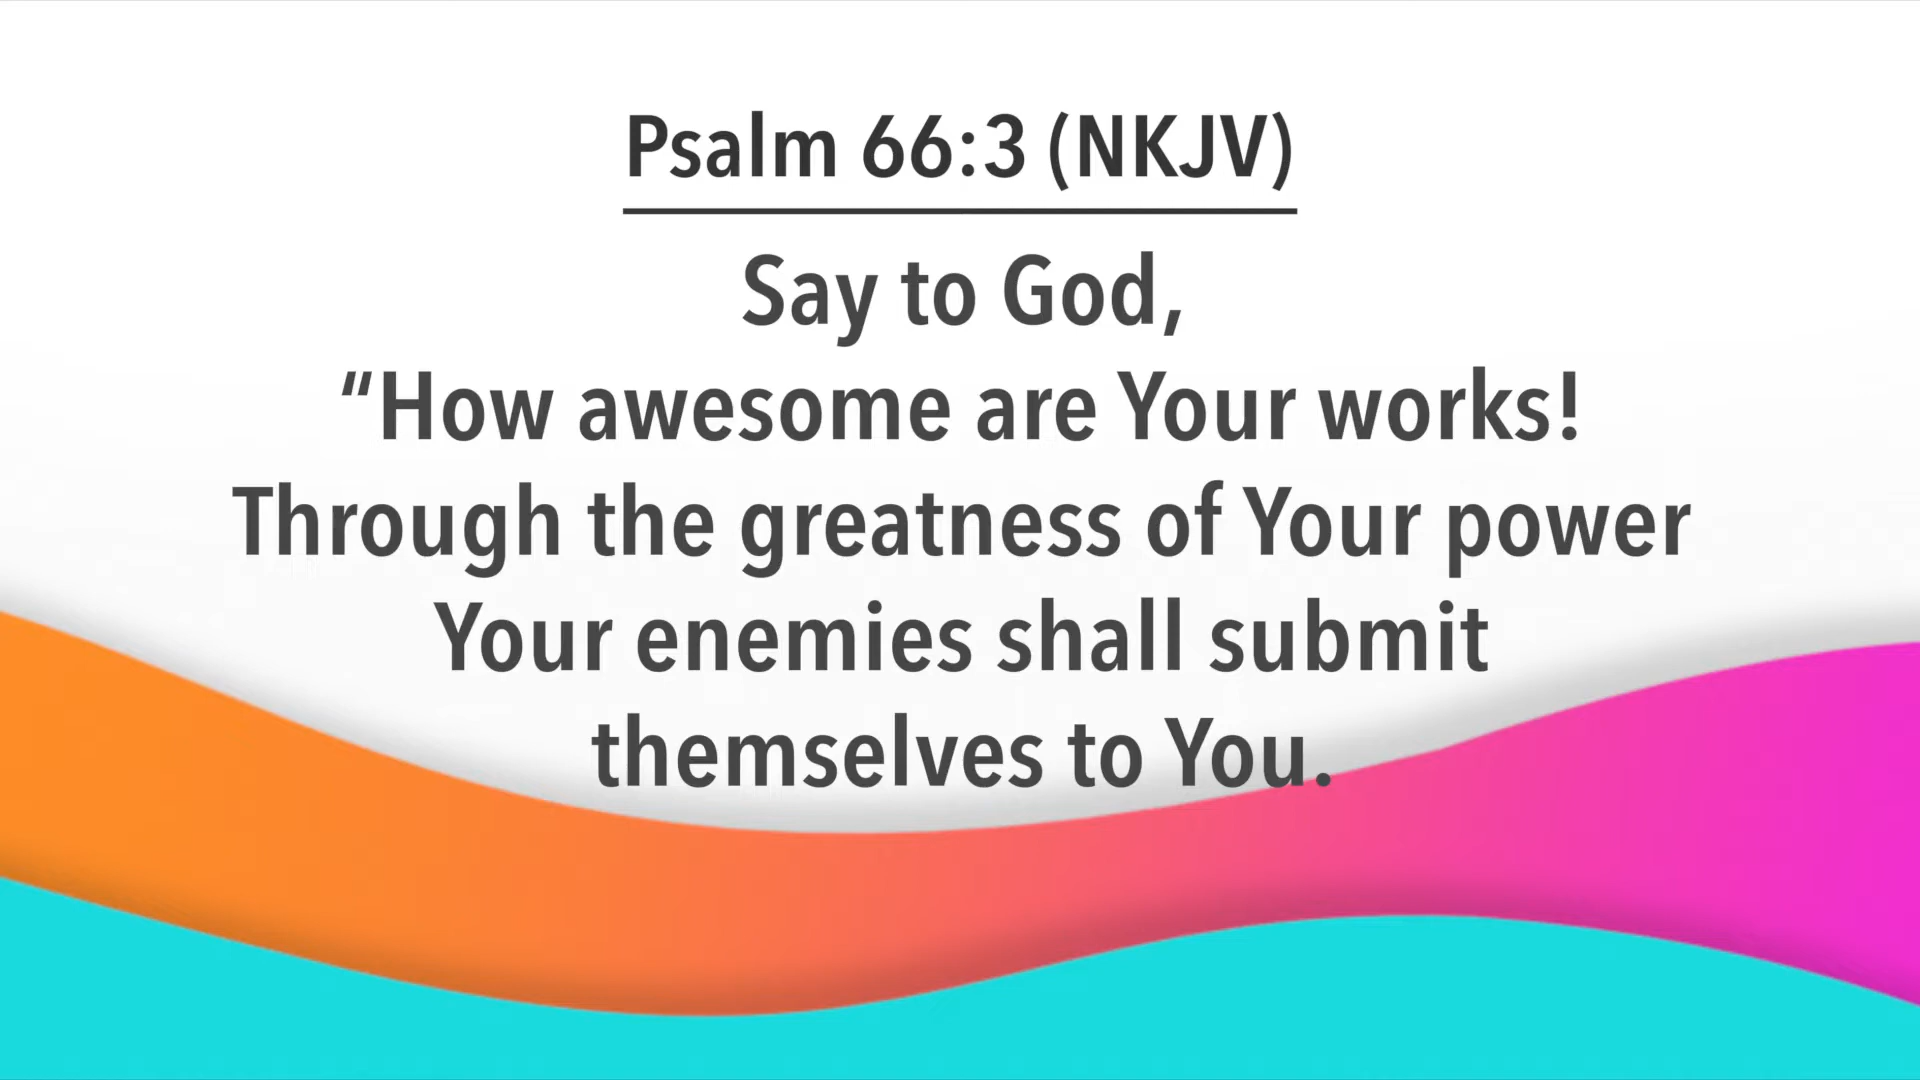 Psalm 66:3 (NKJV)
Say to God,
“How awesome are Your works!
Through the greatness of Your power
Your enemies shall submit
themselves to You.